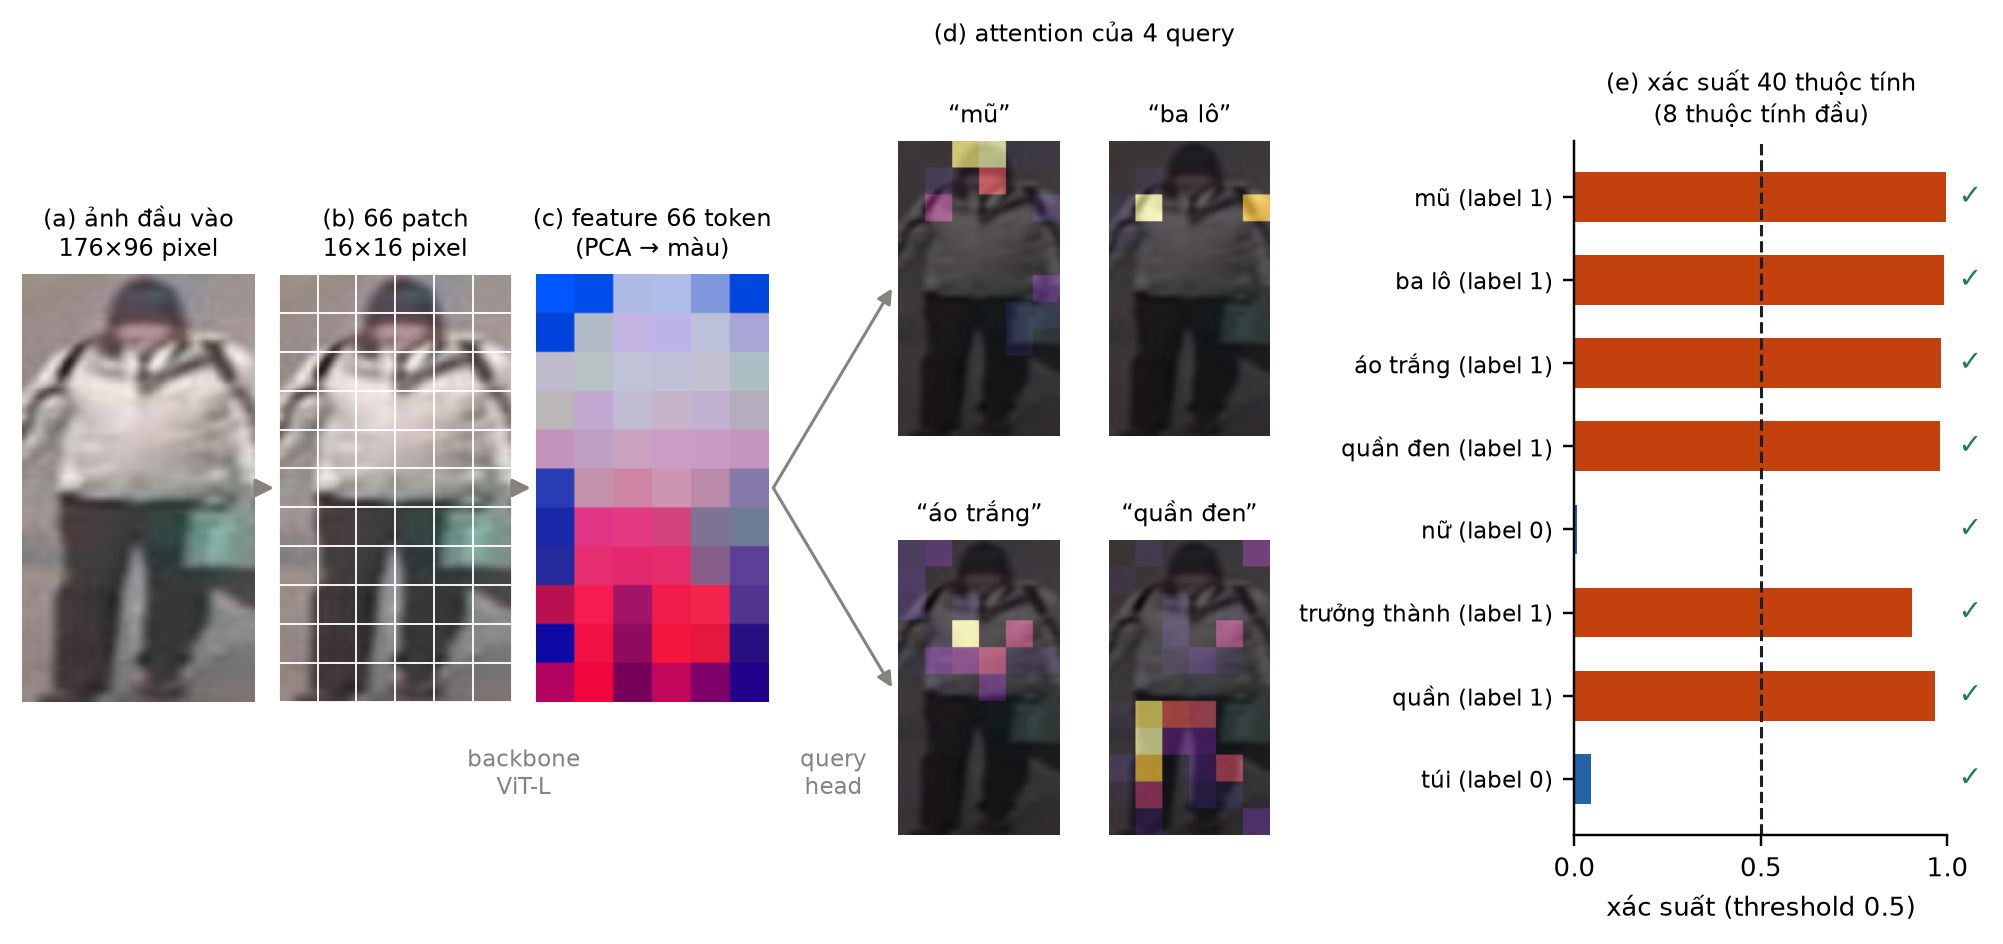 (d) attention của 4 query
(e) xác suất 40 thuộc tính
(8 thuộc tính đầu)
“mũ”
“ba lô”
(a) ảnh đầu vào
176×96 pixel
(b) 66 patch
16×16 pixel
(c) feature 66 token
(PCA → màu)
“áo trắng”
“quần đen”
backbone
ViT-L
query
head
mũ (label 1)
✓
ba lô (label 1)
✓
áo trắng (label 1)
✓
quần đen (label 1)
✓
nữ (label 0)
✓
trưởng thành (label 1)
✓
quần (label 1)
✓
túi (label 0)
✓
0.0
0.5
1.0
xác suất (threshold 0.5)